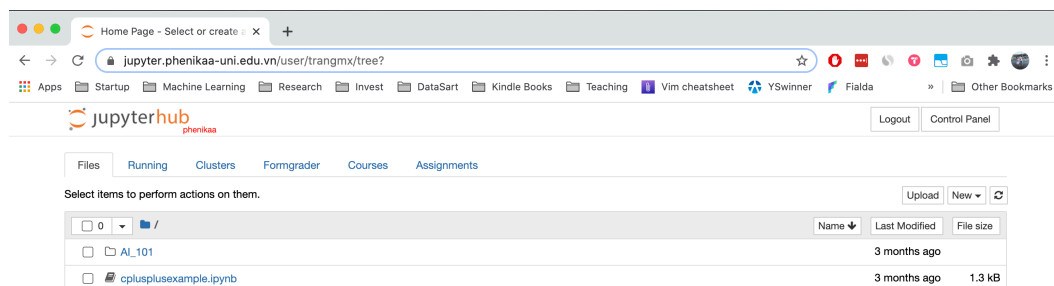 Home Page - Select or create a
jupyter.phenikaa-uni.edu.vn/user/trangmx/tree?
Apps Startup Machine Learning Research Invest DataSart Kindle Books Teaching Vim cheatsheet YSwinner Fialda » Other Bookmarks
jupyterhub
phenikaa
Logout Control Panel
Files Running Clusters Formgrader Courses Assignments
Select items to perform actions on them.
Upload New
0 / Name Last Modified File size
AI_101 3 months ago
cplusplusexample.ipynb 3 months ago 1.3 kB